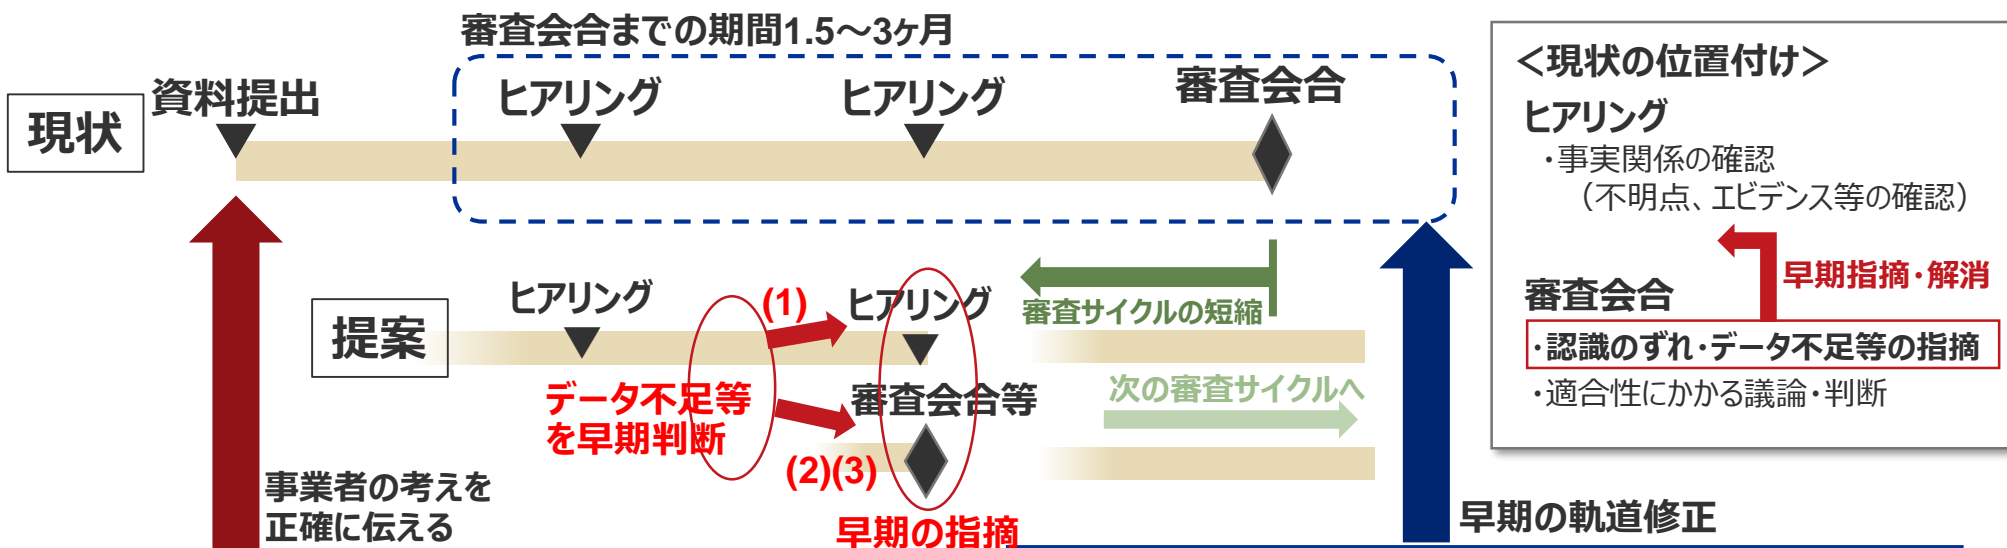 審査会合までの期間1.5～3ヶ月
現状
資料提出
ヒアリング
ヒアリング
審査会合
提案
ヒアリング
(1)
ヒアリング
審査サイクルの短縮
データ不足等
を早期判断
審査会合等
次の審査サイクルへ
(2)(3)
事業者の考えを
正確に伝える
早期の指摘
早期の軌道修正
＜現状の位置付け＞
ヒアリング
・事実関係の確認
（不明点、エビデンス等の確認）
早期指摘・解消
審査会合
・認識のずれ・データ不足等の指摘
・適合性にかかる議論・判断